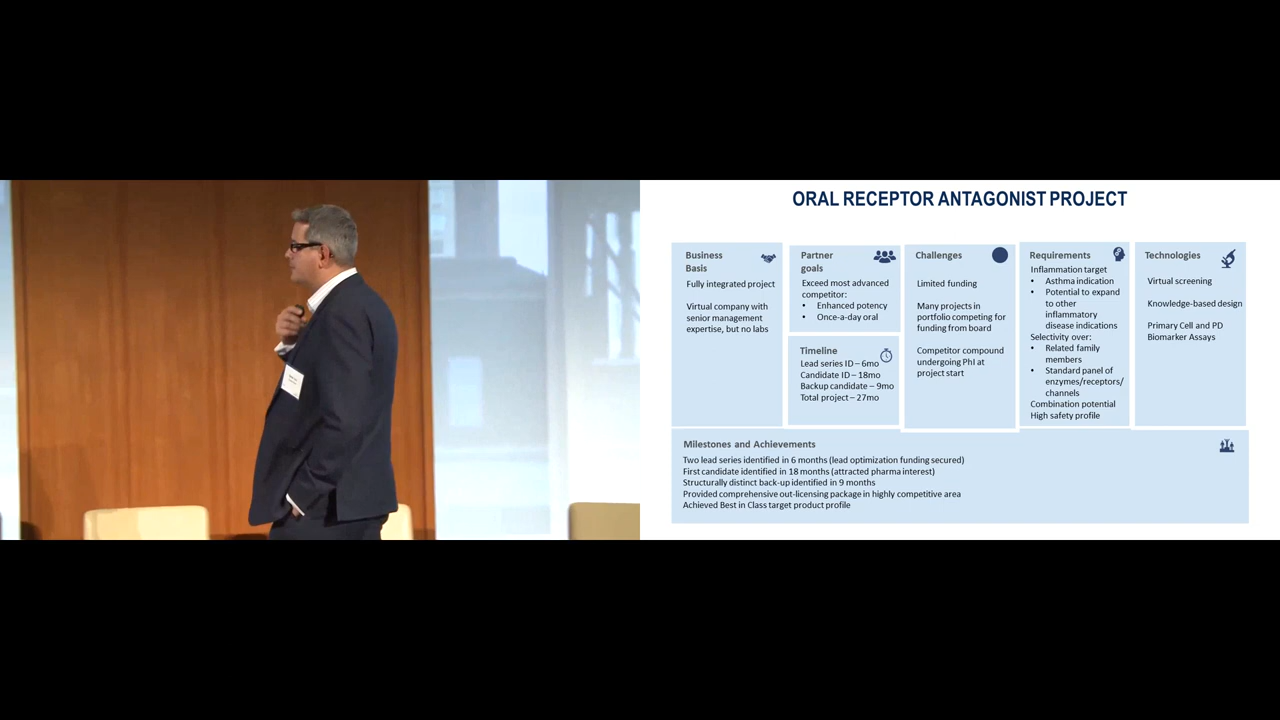 ORAL RECEPTOR ANTAGONIST PROJECT
Business
Basis
Fully integrated project
Virtual company with
senior management
expertise, but no labs
Partner
goals
Exceed most advanced
competitor:
• Enhanced potency
• Once-a-day oral
Timeline
Lead series ID – 6mo
Candidate ID – 18mo
Backup candidate – 9mo
Total project – 27mo
Challenges
Limited funding
Many projects in
portfolio competing for
funding from board
Competitor compound
undergoing PhI at
project start
Requirements
Inflammation target
• Asthma indication
• Potential to expand
to other
inflammatory
disease indications
Selectivity over:
• Related family
members
• Standard panel of
enzymes/receptors/
channels
Combination potential
High safety profile
Technologies
Virtual screening
Knowledge-based design
Primary Cell and PD
Biomarker Assays
Milestones and Achievements
Two lead series identified in 6 months (lead optimization funding secured)
First candidate identified in 18 months (attracted pharma interest)
Structurally distinct back-up identified in 9 months
Provided comprehensive out-licensing package in highly competitive area
Achieved Best in Class target product profile